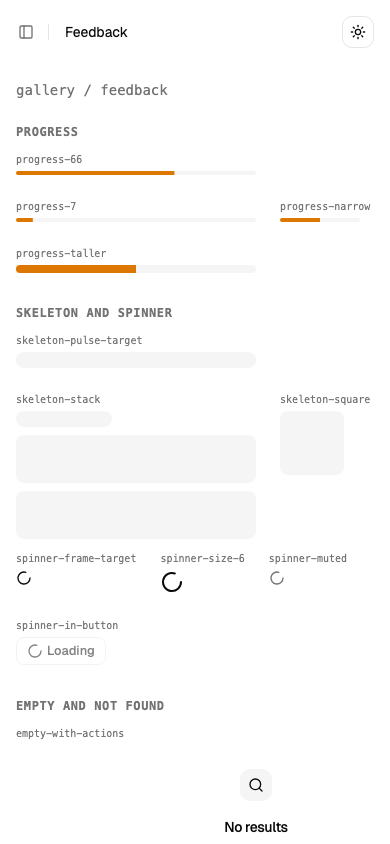 Feedback
gallery / feedback
PROGRESS
progress-66
progress-7
progress-narrow
progress-taller
SKELETON AND SPINNER
skeleton-pulse-target
skeleton-stack
skeleton-square
spinner-frame-target
spinner-size-6
spinner-muted
spinner-in-button
Loading
EMPTY AND NOT FOUND
empty-with-actions
No results